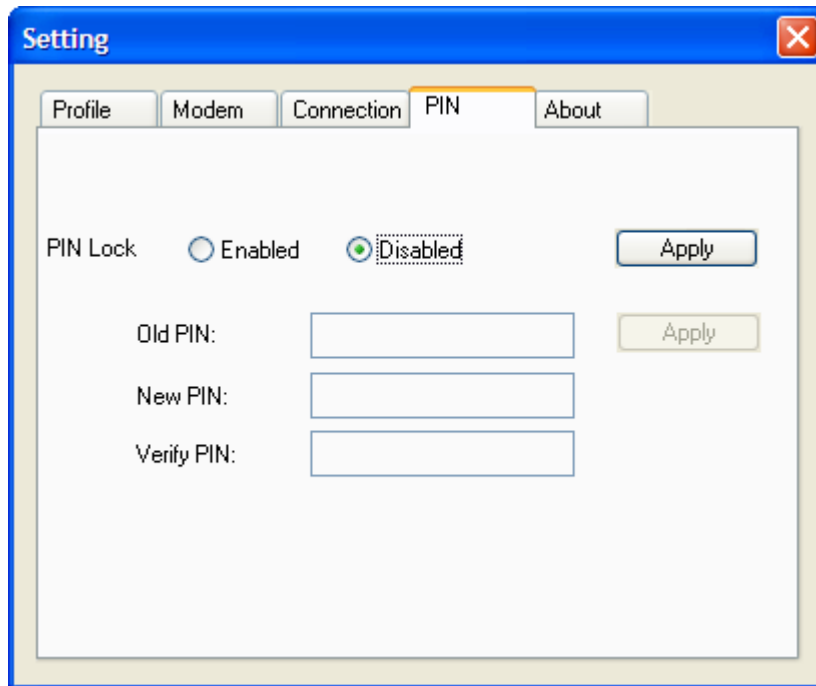 Setting
Profile Modem Connection PIN About
PIN Lock Enabled Disabled Apply
Old PIN: Apply
New PIN:
Verify PIN: